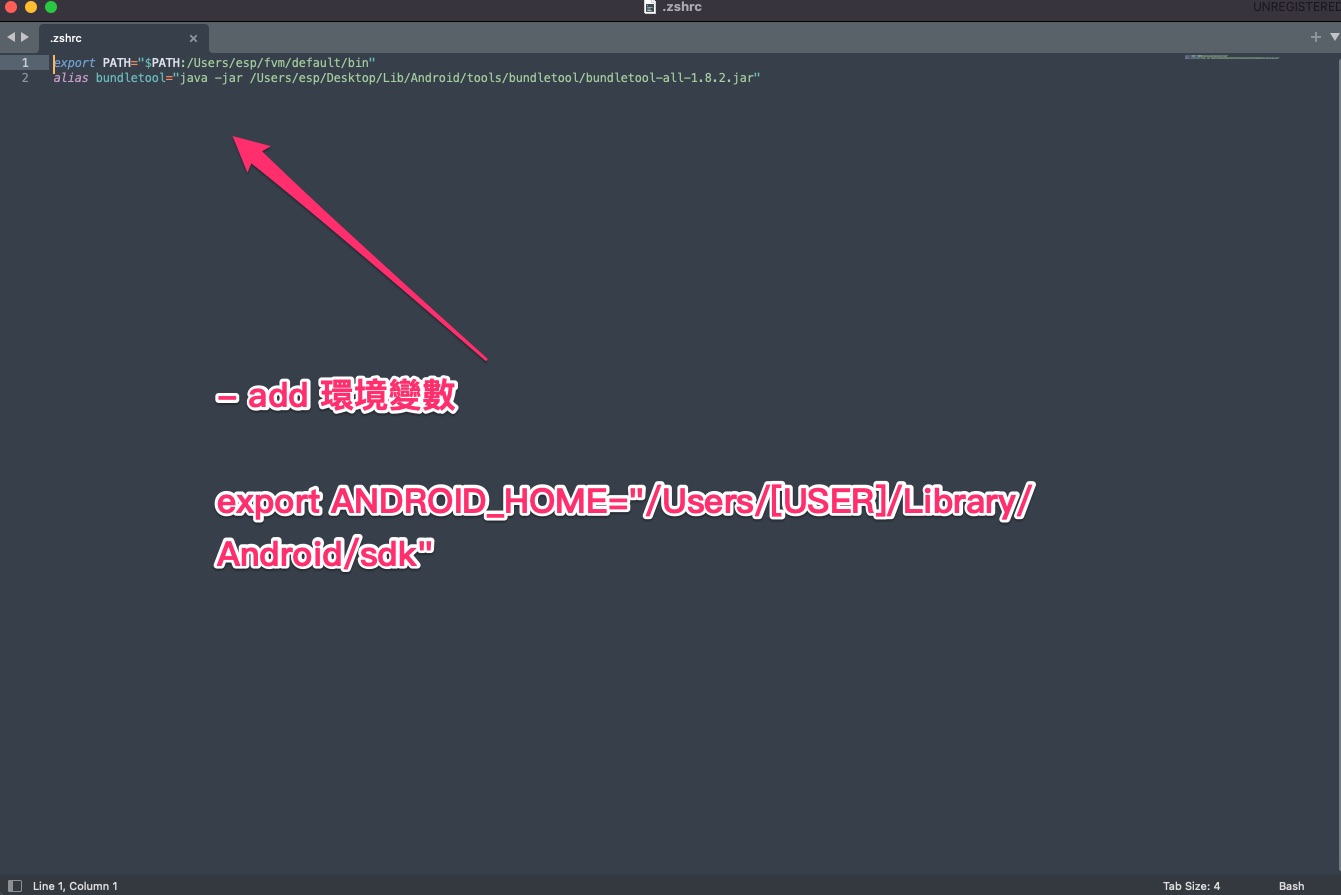 .zshrc
UNREGISTERED
.zshrc
1 export PATH="$PATH:/Users/esp/fvm/default/bin"
2 alias bundletool="java -jar /Users/esp/Desktop/Lib/Android/tools/bundletool/bundletool-all-1.8.2.jar"
– add 環境變數
export ANDROID_HOME="/Users/[USER]/Library/
Android/sdk"
Line 1, Column 1
Tab Size: 4
Bash